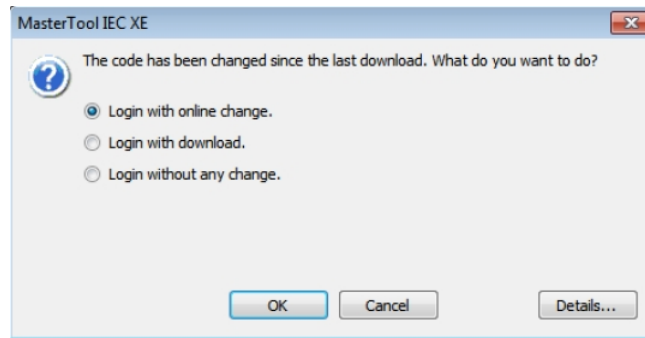 MasterTool IEC XE
The code has been changed since the last download. What do you want to do?
Login with online change.
Login with download.
Login without any change.
OK Cancel Details...